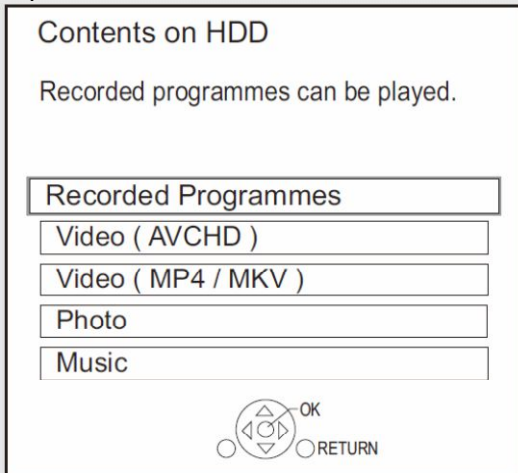 Contents on HDD
Recorded programmes can be played.
Recorded Programmes
Video ( AVCHD )
Video ( MP4 / MKV )
Photo
Music
OK
RETURN